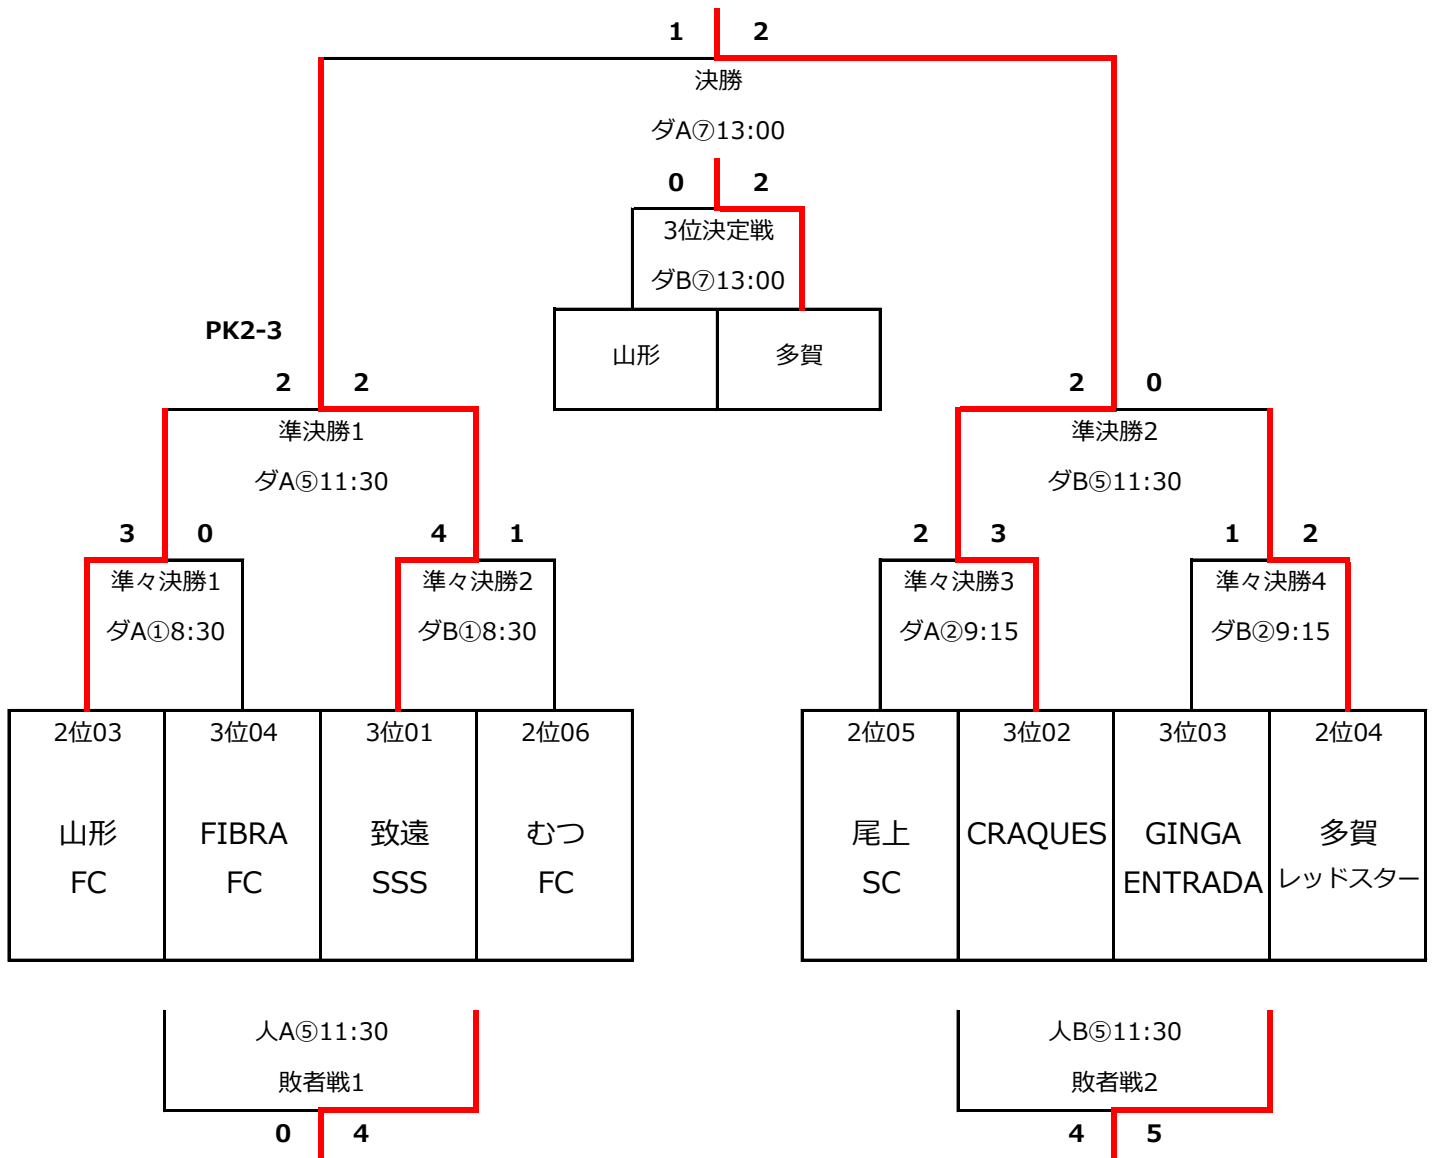 1 2
決勝
ダA⑦13:00
0 2
3位決定戦
ダB⑦13:00
山形 多賀
PK2-3
2 2 2 0
準決勝1 準決勝2
ダA⑤11:30 ダB⑤11:30
3 0 4 1 2 3 1 2
準々決勝1 準々決勝2 準々決勝3 準々決勝4
ダA①8:30 ダB①8:30 ダA②9:15 ダB②9:15
2位03 3位04 3位01 2位06 2位05 3位02 3位03 2位04
山形 FIBRA 致遠 むつ 尾上 CRAQUES GINGA 多賀
FC FC SSS FC SC ENTRADA レッドスター
人A⑤11:30 人B⑤11:30
敗者戦1 敗者戦2
0 4 4 5